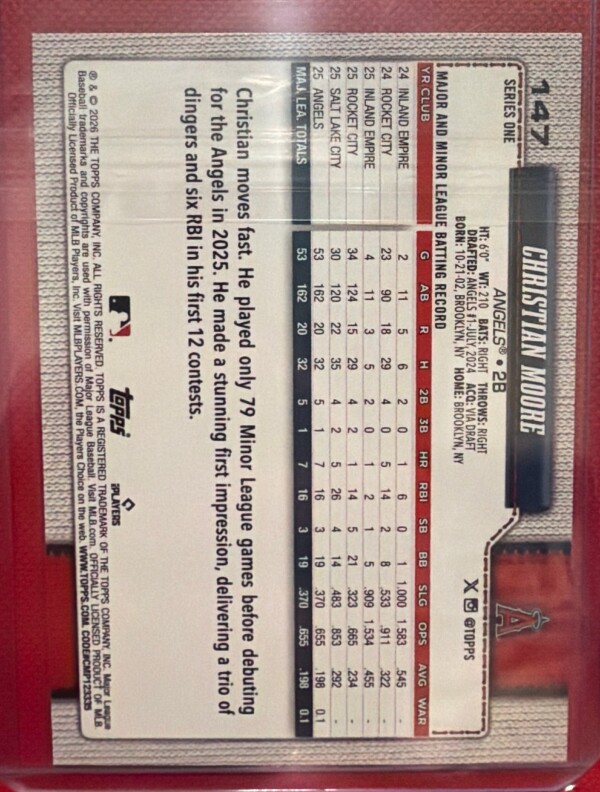 147
CHRISTIAN MOORE
SERIES ONE
ANGELS® • 2B
HT: 6'0" WT: 210 BATS: RIGHT THROWS: RIGHT
DRAFTED: ANGELS #1-JULY, 2024 ACQ: VIA DRAFT
BORN: 10-21-02, BROOKLYN, NY HOME: BROOKLYN, NY
A
X @TOPPS
MAJOR AND MINOR LEAGUE BATTING RECORD
YR CLUB G AB R H 2B 3B HR RBI SB BB SLG OPS AVG WAR
24 INLAND EMPIRE 2 11 5 6 2 0 1 6 0 1 1.000 1.583 .545 -
24 ROCKET CITY 23 90 18 29 4 0 5 14 2 8 .533 .911 .322 -
25 INLAND EMPIRE 4 11 3 5 2 0 1 2 1 5 .909 1.534 .455 -
25 ROCKET CITY 34 124 15 29 4 2 1 14 5 21 .323 .665 .234 -
25 SALT LAKE CITY 30 120 22 35 4 2 5 26 4 14 .483 .853 .292 -
25 ANGELS 53 162 20 32 5 1 7 16 3 19 .370 .655 .198 0.1
MAJ. LEA. TOTALS 53 162 20 32 5 1 7 16 3 19 .370 .655 .198 0.1
Christian moves fast. He played only 79 Minor League games before debuting
for the Angels in 2025. He made a stunning first impression, delivering a trio of
dingers and six RBI in his first 12 contests.
topps
PLAYERS
® & © 2026 THE TOPPS COMPANY, INC. ALL RIGHTS RESERVED. TOPPS IS A REGISTERED TRADEMARK OF THE TOPPS COMPANY, INC. Major League
Baseball trademarks and copyrights are used with permission of Major League Baseball. Visit MLB.com. OFFICIALLY LICENSED PRODUCT OF MLB
Officially Licensed Product of MLB Players, Inc. Visit MLBPLAYERS.COM, the Players Choice on the web. WWW.TOPPS.COM. CODE#CMP123335